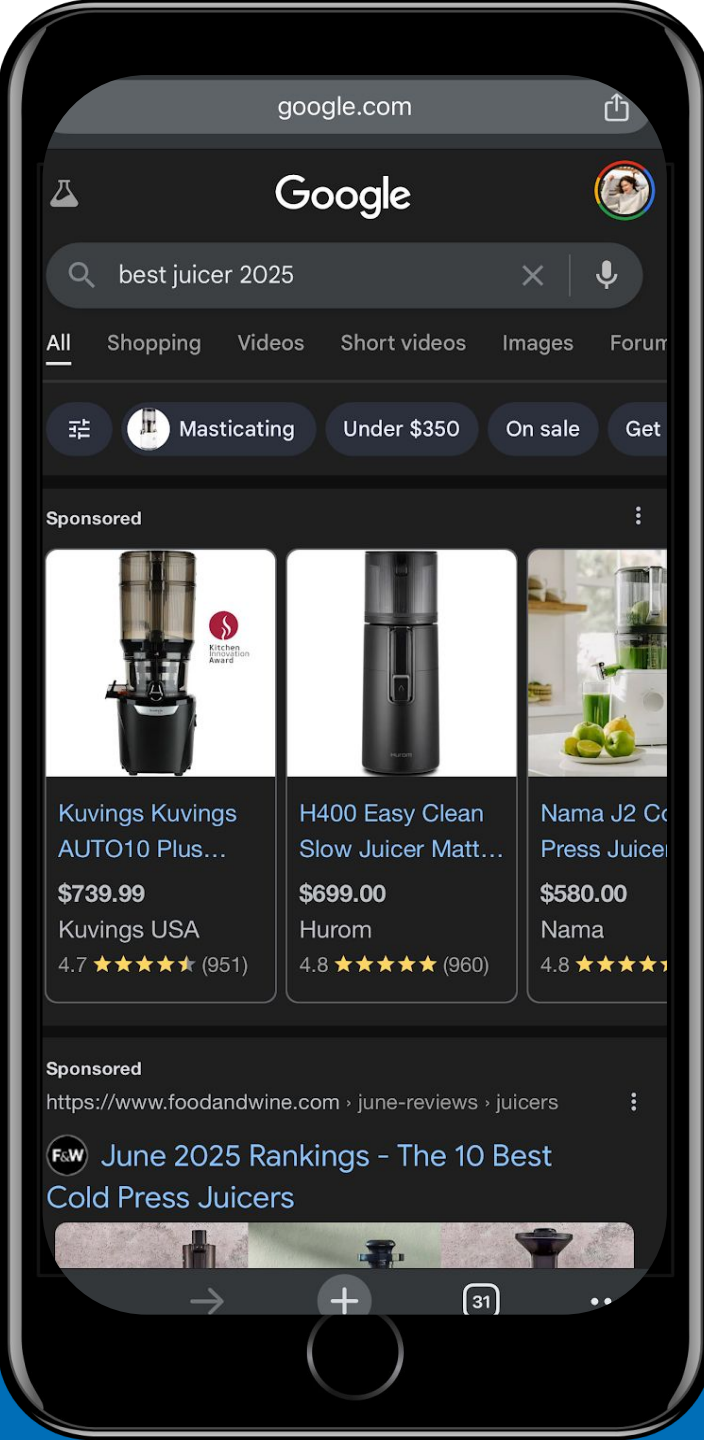 google.com
Google
best juicer 2025
All Shopping Videos Short videos Images Forum
Masticating Under $350 On sale Get
Sponsored
Kitchen
Innovation
Award
Hurom
Kuvings Kuvings
AUTO10 Plus...
$739.99
Kuvings USA
4.7 (951)
H400 Easy Clean
Slow Juicer Matt...
$699.00
Hurom
4.8 (960)
Nama J2 Co
Press Juicer
$580.00
Nama
4.8
Sponsored
https://www.foodandwine.com › june-reviews › juicers
F&W June 2025 Rankings - The 10 Best
Cold Press Juicers
31